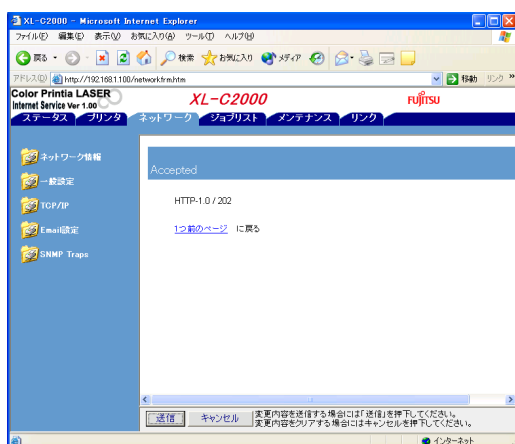 XL-C2000 - Microsoft Internet Explorer
ファイル(F) 編集(E) 表示(V) お気に入り(A) ツール(T) ヘルプ(H)
戻る 検索 お気に入り メディア
アドレス(D) http://192.168.1.100/networkfrm.htm 移動 リンク »
Color Printia LASER
Internet Service Ver 1.00
XL-C2000
FUJITSU
ステータス プリンタ ネットワーク ジョブリスト メンテナンス リンク
ネットワーク情報
一般設定
TCP/IP
Email設定
SNMP Traps
Accepted
HTTP-1.0 / 202
1つ前のページ に戻る
送信 キャンセル
変更内容を送信する場合には「送信」を押下してください。
変更内容をクリアする場合にはキャンセルを押下してください。
インターネット